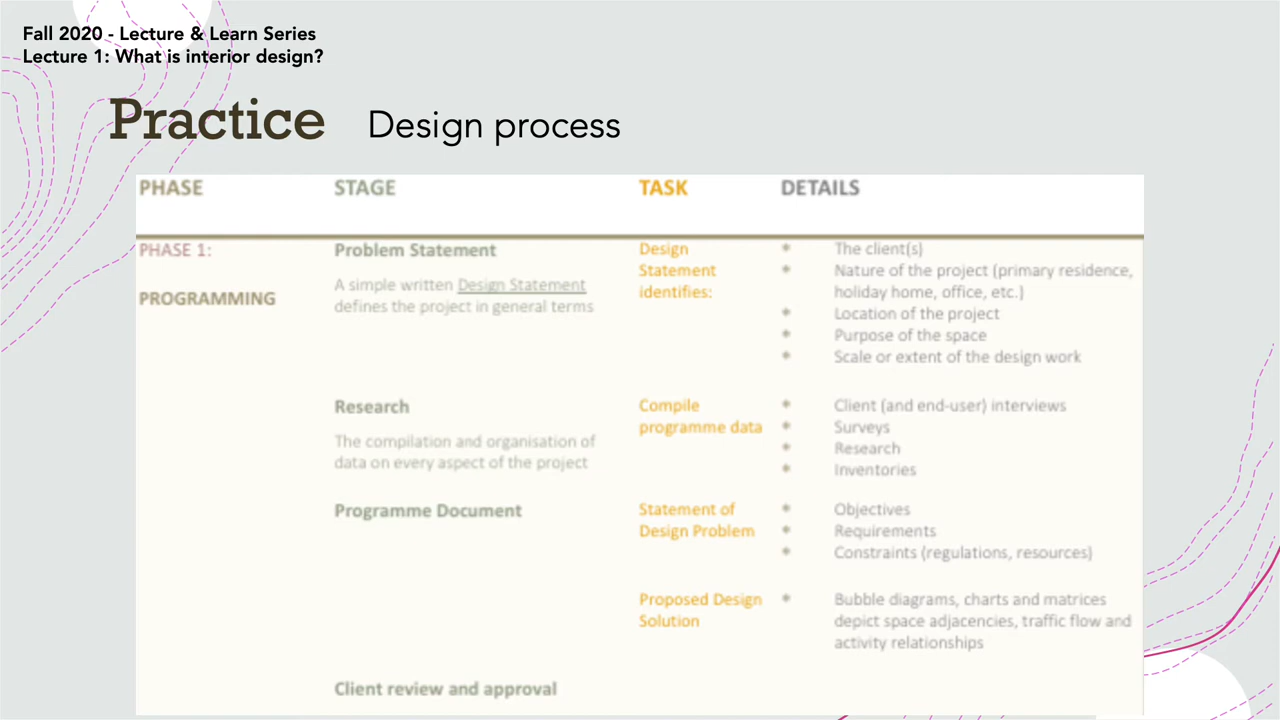 Fall 2020 - Lecture & Learn Series
Lecture 1: What is interior design?
Practice Design process
PHASE STAGE TASK DETAILS
PHASE 1:
PROGRAMMING
Problem Statement
A simple written Design Statement
defines the project in general terms
Design
Statement
identifies:
* The client(s)
* Nature of the project (primary residence,
holiday home, office, etc.)
* Location of the project
* Purpose of the space
* Scale or extent of the design work
Research
The compilation and organisation of
data on every aspect of the project
Compile
programme data
* Client (and end-user) interviews
* Surveys
* Research
* Inventories
Programme Document
Statement of
Design Problem
* Objectives
* Requirements
* Constraints (regulations, resources)
Proposed Design
Solution
* Bubble diagrams, charts and matrices
depict space adjacencies, traffic flow and
activity relationships
Client review and approval